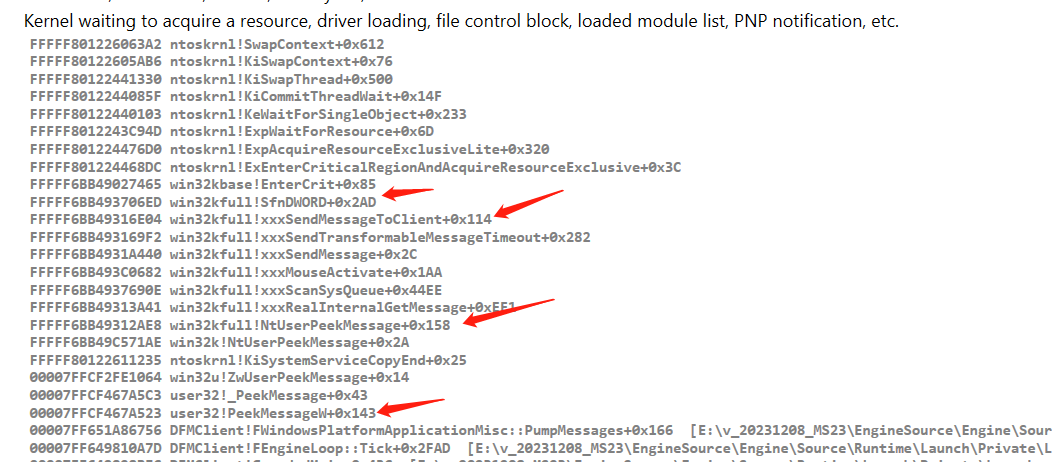 Kernel waiting to acquire a resource, driver loading, file control block, loaded module list, PNP notification, etc.
FFFFF801226063A2 ntoskrnl!SwapContext+0x612
FFFFF80122605AB6 ntoskrnl!KiSwapContext+0x76
FFFFF80122441330 ntoskrnl!KiSwapThread+0x500
FFFFF8012244085F ntoskrnl!KiCommitThreadWait+0x14F
FFFFF80122440103 ntoskrnl!KeWaitForSingleObject+0x233
FFFFF8012243C94D ntoskrnl!ExpWaitForResource+0x6D
FFFFF801224476D0 ntoskrnl!ExpAcquireResourceExclusiveLite+0x320
FFFFF801224468DC ntoskrnl!ExEnterCriticalRegionAndAcquireResourceExclusive+0x3C
FFFFF6BB49027465 win32kbase!EnterCrit+0x85
FFFFF6BB493706ED win32kfull!SfnDWORD+0x2AD
FFFFF6BB49316E04 win32kfull!xxxSendMessageToClient+0x114
FFFFF6BB493169F2 win32kfull!xxxSendTransformableMessageTimeout+0x282
FFFFF6BB4931A440 win32kfull!xxxSendMessage+0x2C
FFFFF6BB493C0682 win32kfull!xxxMouseActivate+0x1AA
FFFFF6BB4937690E win32kfull!xxxScanSysQueue+0x44EE
FFFFF6BB49313A41 win32kfull!xxxRealInternalGetMessage+0xEF1
FFFFF6BB49312AE8 win32kfull!NtUserPeekMessage+0x158
FFFFF6BB49C571AE win32k!NtUserPeekMessage+0x2A
FFFFF80122611235 ntoskrnl!KiSystemServiceCopyEnd+0x25
00007FFCF2FE1064 win32u!ZwUserPeekMessage+0x14
00007FFCF467A5C3 user32!_PeekMessage+0x43
00007FFCF467A523 user32!PeekMessageW+0x143
00007FF651A86756 DFMClient!FWindowsPlatformApplicationMisc::PumpMessages+0x166 [E:\v_20231208_MS23\EngineSource\Engine\Sour
00007FF649810A7D DFMClient!FEngineLoop::Tick+0x2FAD [E:\v_20231208_MS23\EngineSource\Engine\Source\Runtime\Launch\Private\L